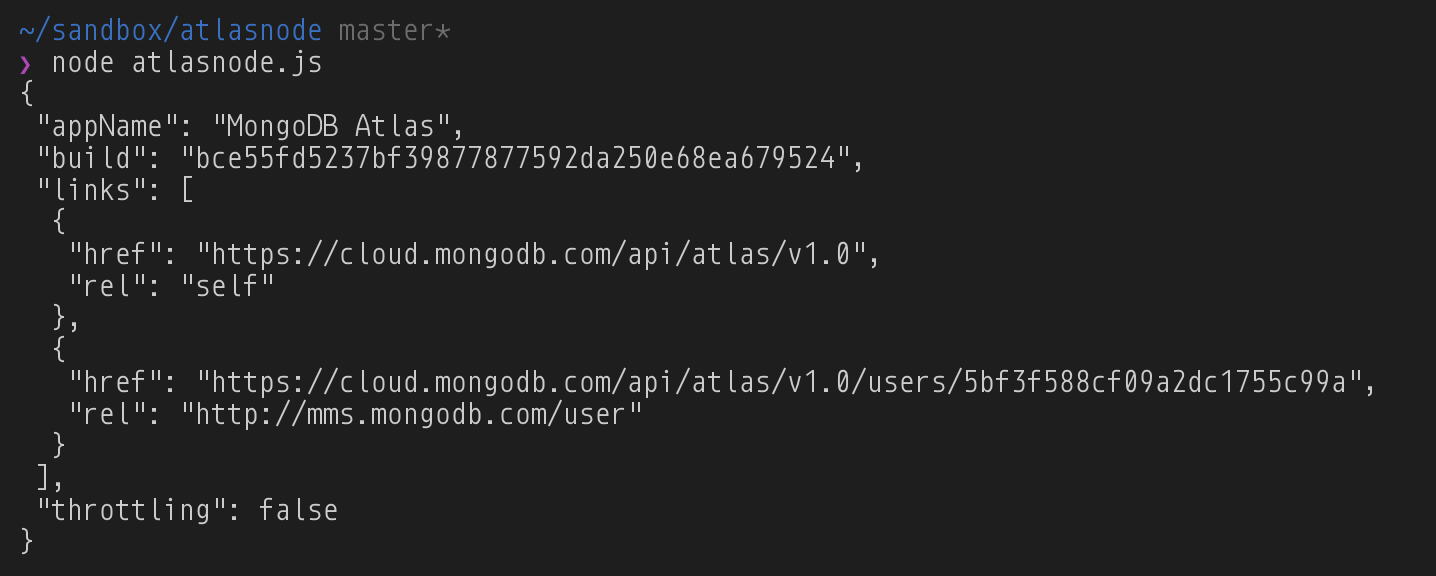 ~/sandbox/atlasnode master*
❯ node atlasnode.js
{
 "appName": "MongoDB Atlas",
 "build": "bce55fd5237bf39877877592da250e68ea679524",
 "links": [
  {
   "href": "https://cloud.mongodb.com/api/atlas/v1.0",
   "rel": "self"
  },
  {
   "href": "https://cloud.mongodb.com/api/atlas/v1.0/users/5bf3f588cf09a2dc1755c99a",
   "rel": "http://mms.mongodb.com/user"
  }
 ],
 "throttling": false
}